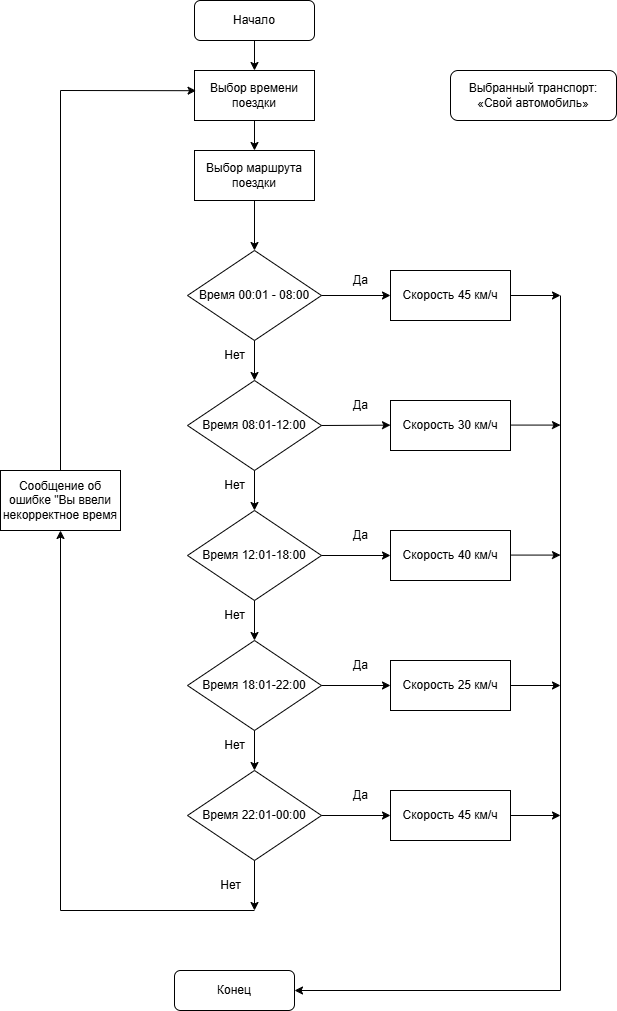 Начало
Выбор времени
поездки
Выбранный транспорт:
«Свой автомобиль»
Выбор маршрута
поездки
Время 00:01 - 08:00
Да
Скорость 45 км/ч
Нет
Время 08:01-12:00
Да
Скорость 30 км/ч
Нет
Сообщение об
ошибке "Вы ввели
некорректное время
Время 12:01-18:00
Да
Скорость 40 км/ч
Нет
Время 18:01-22:00
Да
Скорость 25 км/ч
Нет
Время 22:01-00:00
Да
Скорость 45 км/ч
Нет
Конец